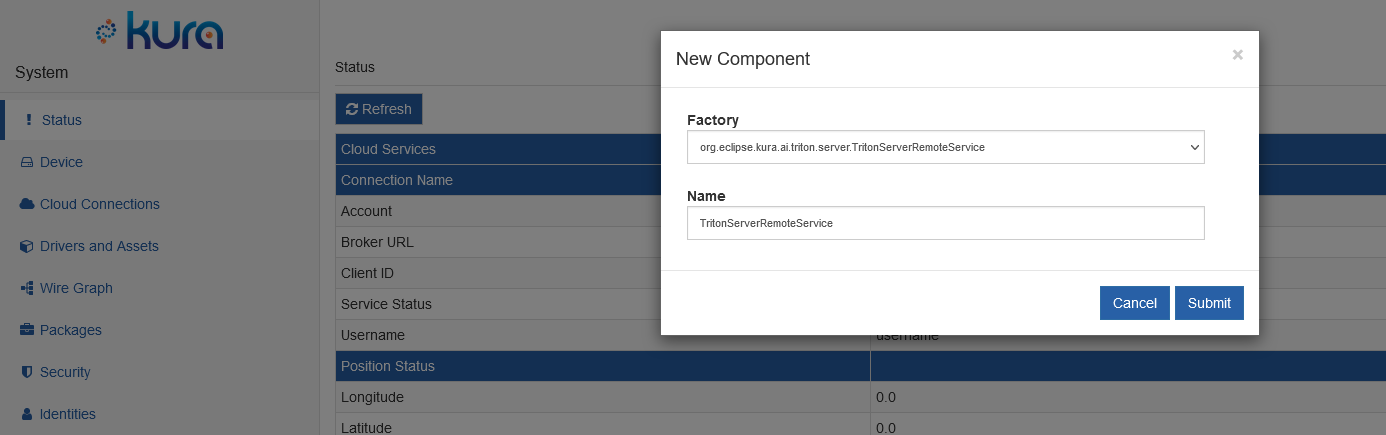 kura
System
Status
Device
Cloud Connections
Drivers and Assets
Wire Graph
Packages
Security
Identities
Status
Refresh
Cloud Services
Connection Name
Account
Broker URL
Client ID
Service Status
Username
username
Position Status
Longitude
0.0
Latitude
0.0
New Component
×
Factory
org.eclipse.kura.ai.triton.server.TritonServerRemoteService
Name
TritonServerRemoteService
Cancel
Submit